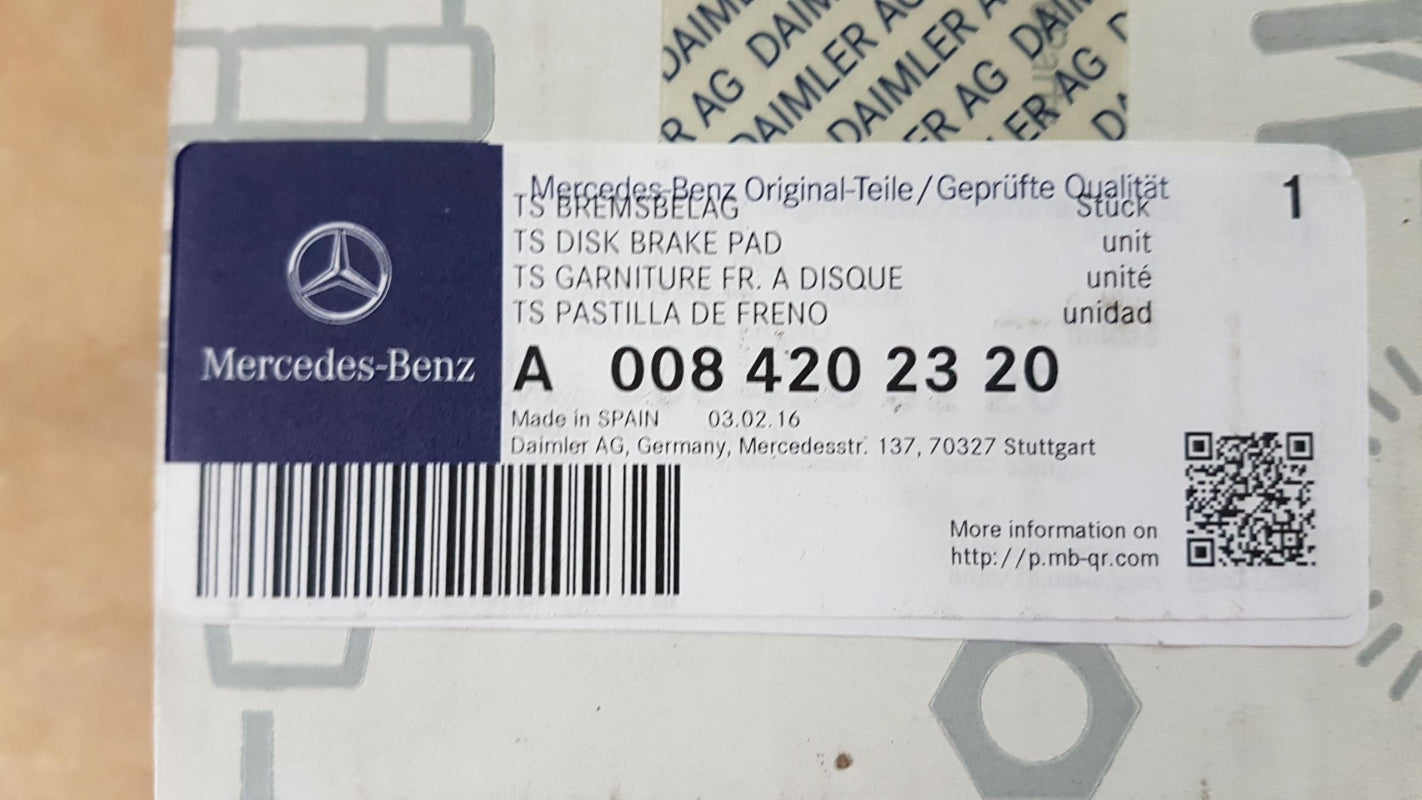 DAIMLER AG DAIMLER AG DAIMLER AG
Mercedes-Benz Original-Teile/Geprüfte Qualität
1
TS BREMSBELAG Stück
TS DISK BRAKE PAD unit
TS GARNITURE FR. A DISQUE unité
TS PASTILLA DE FRENO unidad
Mercedes-Benz
A 008 420 23 20
Made in SPAIN 03.02.16
Daimler AG, Germany, Mercedesstr. 137, 70327 Stuttgart
More information on
http://p.mb-qr.com